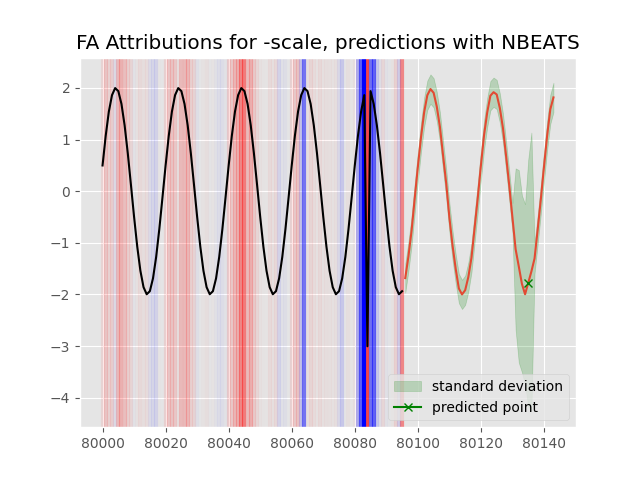 FA Attributions for -scale, predictions with NBEATS
2
1
0
−1
−2
−3
−4
80000 80020 80040 80060 80080 80100 80120 80140
standard deviation
predicted point